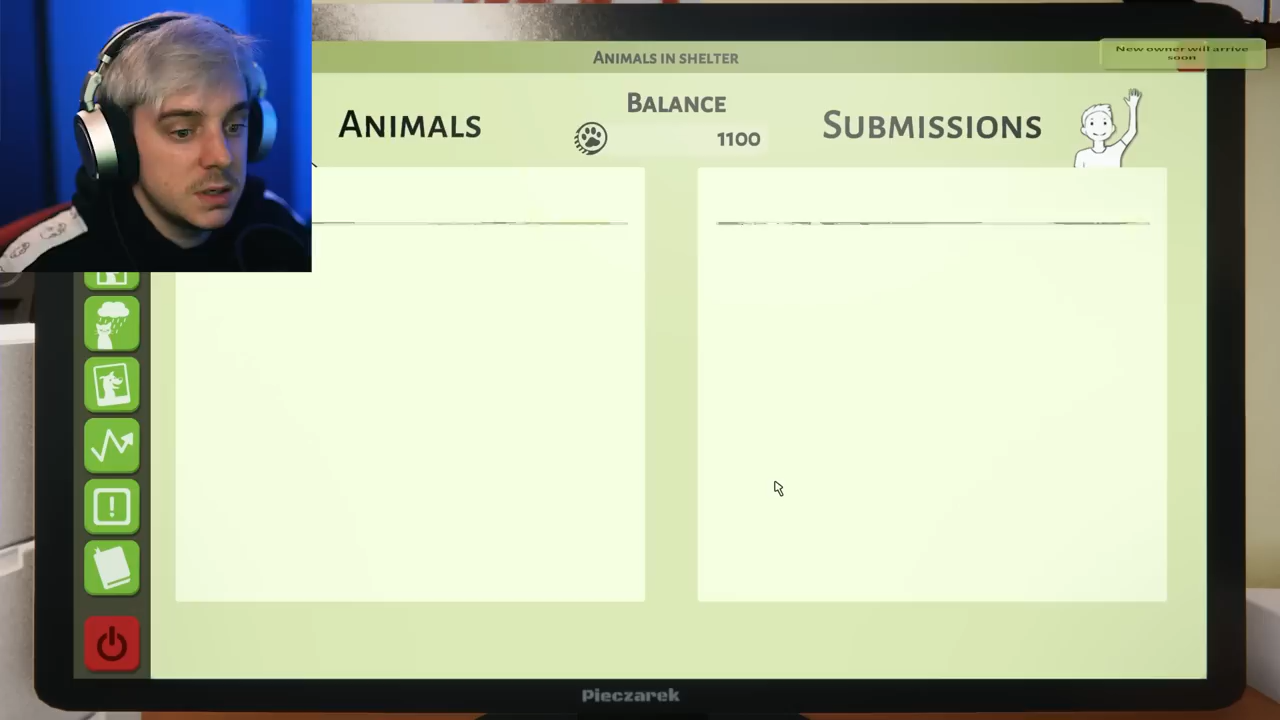 ANIMALS IN SHELTER
New owner will arrive
soon
ANIMALS
BALANCE
1100
SUBMISSIONS
Pieczarek